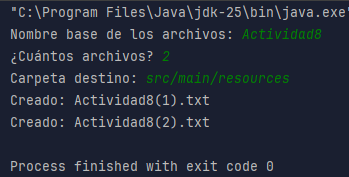 "C:\Program Files\Java\jdk-25\bin\java.exe"
Nombre base de los archivos: Actividad8
¿Cuántos archivos? 2
Carpeta destino: src/main/resources
Creado: Actividad8(1).txt
Creado: Actividad8(2).txt
Process finished with exit code 0